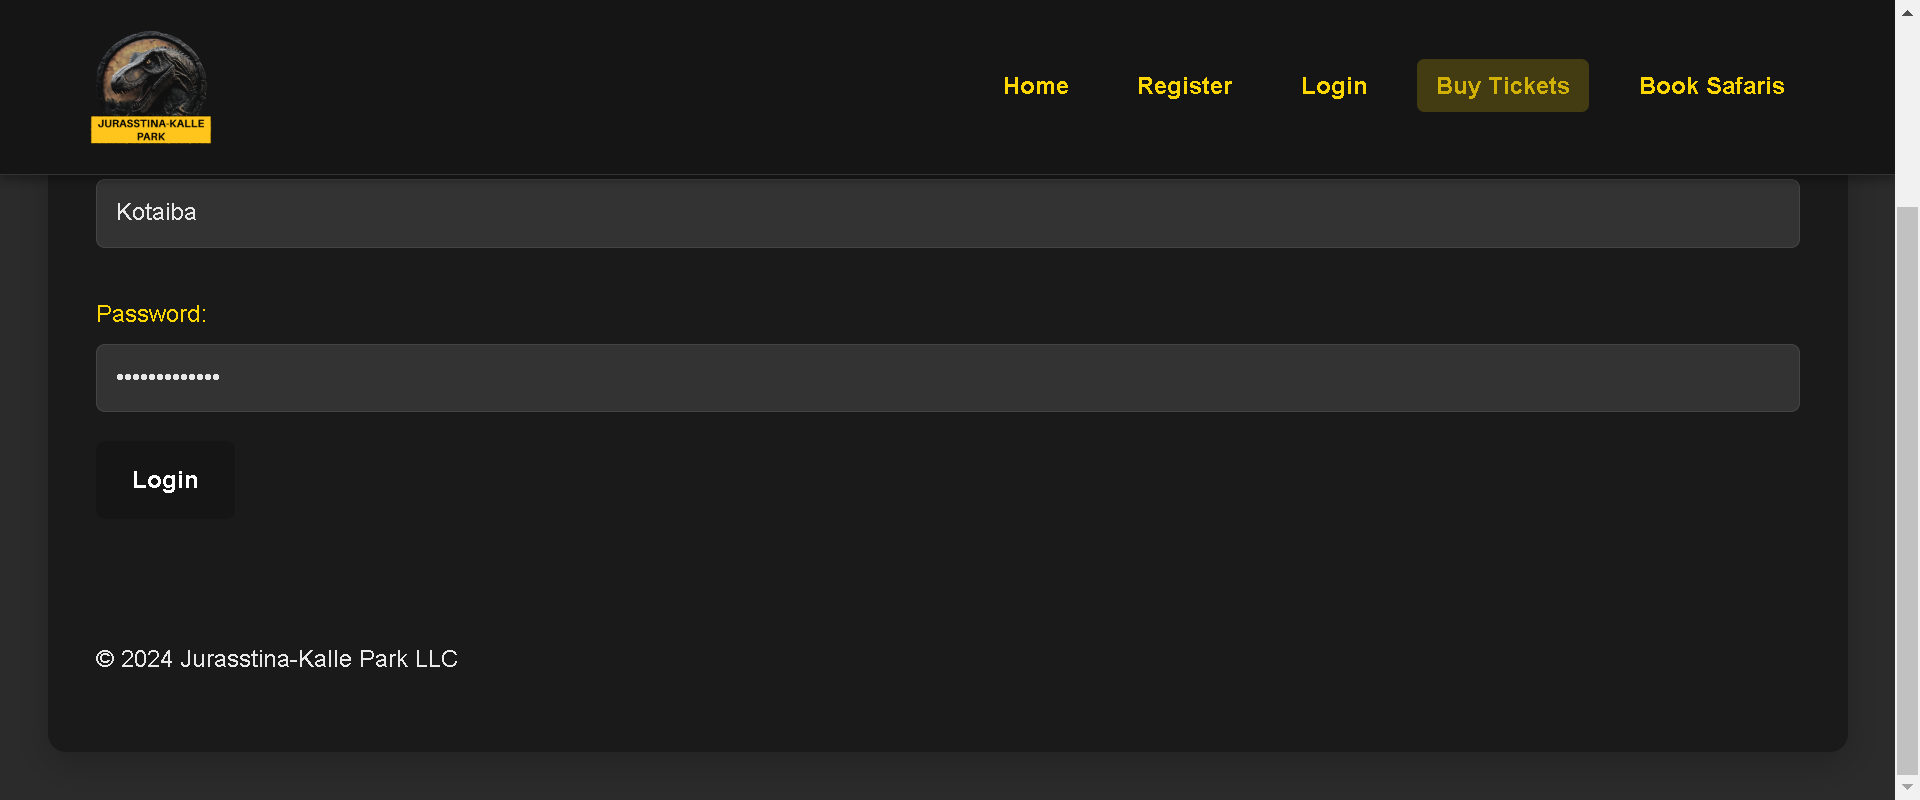 JURASSTINA-KALLE
PARK
Home
Register
Login
Buy Tickets
Book Safaris
Kotaiba
Password:
•••••••••••••
Login
© 2024 Jurasstina-Kalle Park LLC